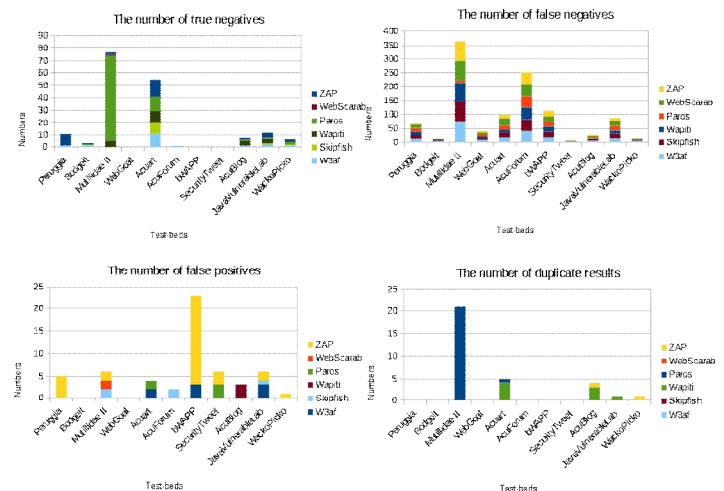 The number of true negatives
90
80
70
60
50
40
30
20
10
0
Numbers
ZAP
WebScarab
Paros
Wapiti
Skipfish
W3af
Peruggia
BodgeIt
Mutillidae II
WebGoat
Acuart
AcuForum
bWAPP
SecurityTweet
AcuBlog
JavaVulnerableLab
WackoPicko
Test-beds
The number of false negatives
400
350
300
250
200
150
100
50
0
Numbers
ZAP
WebScarab
Paros
Wapiti
Skipfish
W3af
Peruggia
BodgeIt
Mutillidae II
WebGoat
Acuart
AcuForum
bWAPP
SecurityTweet
AcuBlog
JavaVulnerableLab
WackoPicko
Test-beds
The number of false positives
25
20
15
10
5
0
Numbers
ZAP
WebScarab
Paros
Wapiti
Skipfish
W3af
Peruggia
BodgeIt
Mutillidae II
WebGoat
Acuart
AcuForum
bWAPP
SecurityTweet
AcuBlog
JavaVulnerableLab
WackoPicko
Test-beds
The number of duplicate results
25
20
15
10
5
0
Numbers
ZAP
WebScarab
Paros
Wapiti
Skipfish
W3af
Peruggia
BodgeIt
Mutillidae II
WebGoat
Acuart
AcuForum
bWAPP
SecurityTweet
AcuBlog
JavaVulnerableLab
WackoPicko
Test-beds